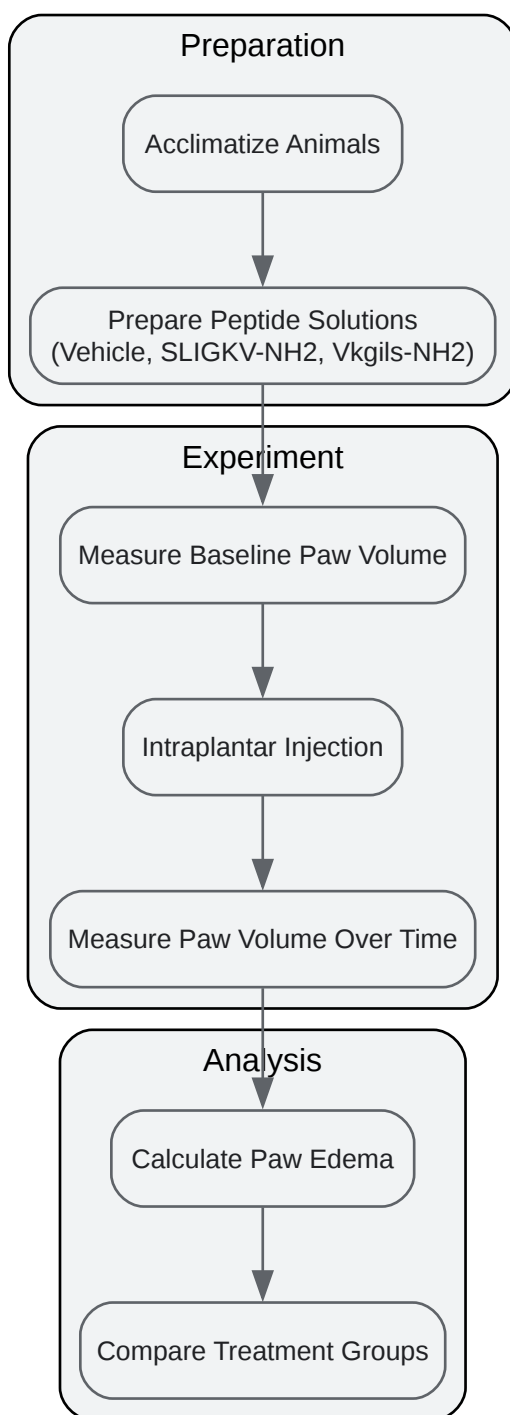 Preparation
Acclimatize Animals
Prepare Peptide Solutions
(Vehicle, SLIGKV-NH2, Vkgils-NH2)
Experiment
Measure Baseline Paw Volume
Intraplantar Injection
Measure Paw Volume Over Time
Analysis
Calculate Paw Edema
Compare Treatment Groups